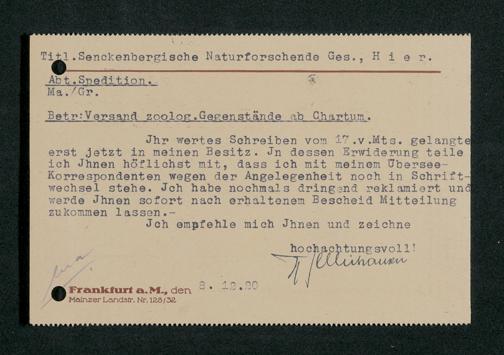 Titl.Senckenbergische Naturforschende Ges., H i e r.
Abt.Spedition.
Ma./Gr.
Betr:Versand zoolog.Gegenstände ab Chartum.
Jhr wertes Schreiben vom 17.v.Mts. gelangte
erst jetzt in meinen Besitz. Jn dessen Erwiderung teile
ich Jhnen höflichst mit, dass ich mit meinem Übersee-
Korrespondenten wegen der Angelegenheit noch in Schrift-
wechsel stehe. Jch habe nochmals dringend reklamiert und
werde Jhnen sofort nach erhaltenem Bescheid Mitteilung
zukommen lassen.-
Jch empfehle mich Jhnen und zeichne
hochachtungsvoll!
Frankfurt a.M., den 8. 12.20
Mainzer Landstr. Nr. 128/32